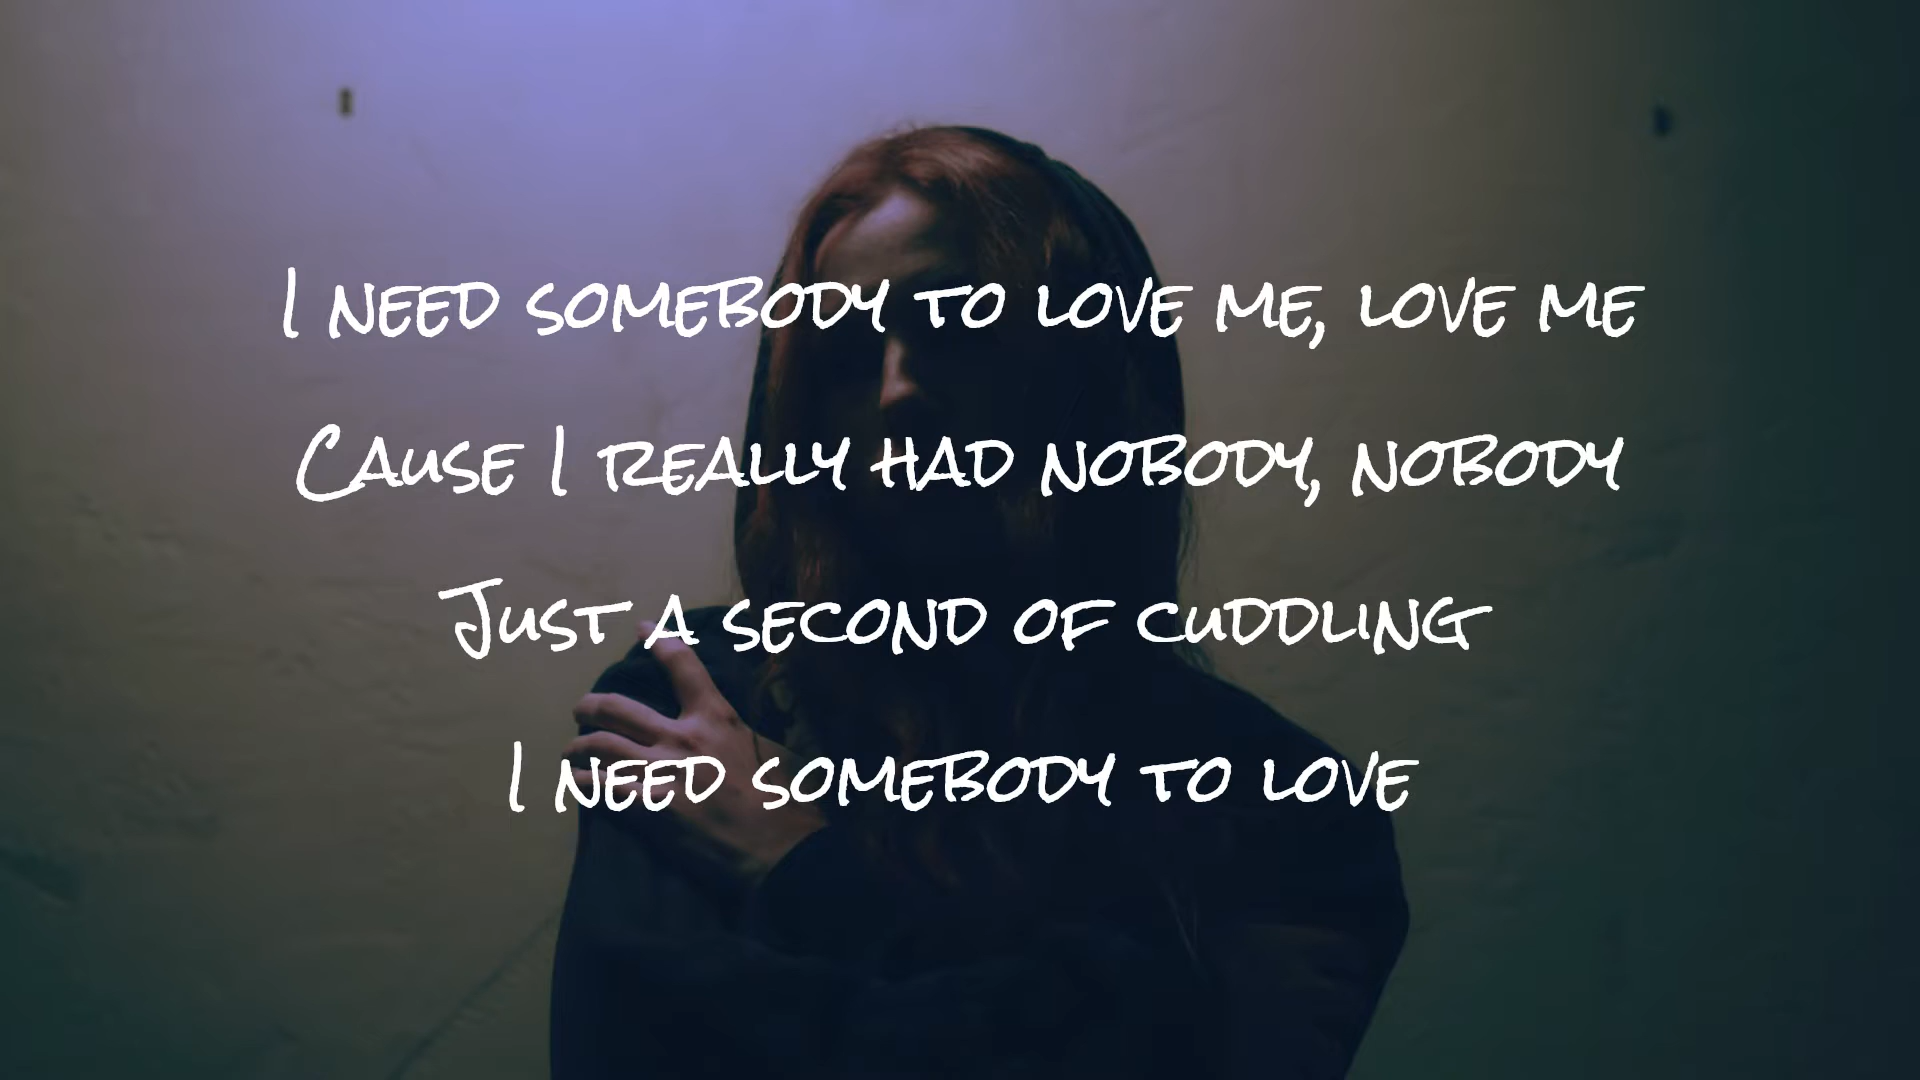 I need somebody to love me, love me
Cause I really had nobody, nobody
Just a second of cuddling
I need somebody to love